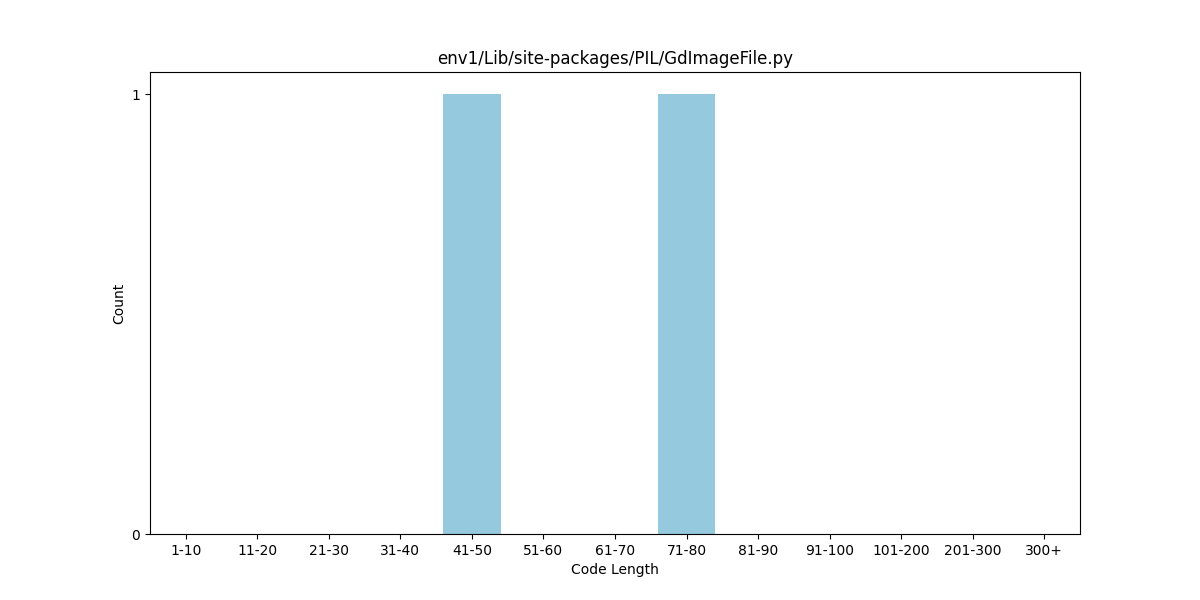 env1/Lib/site-packages/PIL/GdImageFile.py
1
Count
0
1-10 11-20 21-30 31-40 41-50 51-60 61-70 71-80 81-90 91-100 101-200 201-300 300+
Code Length